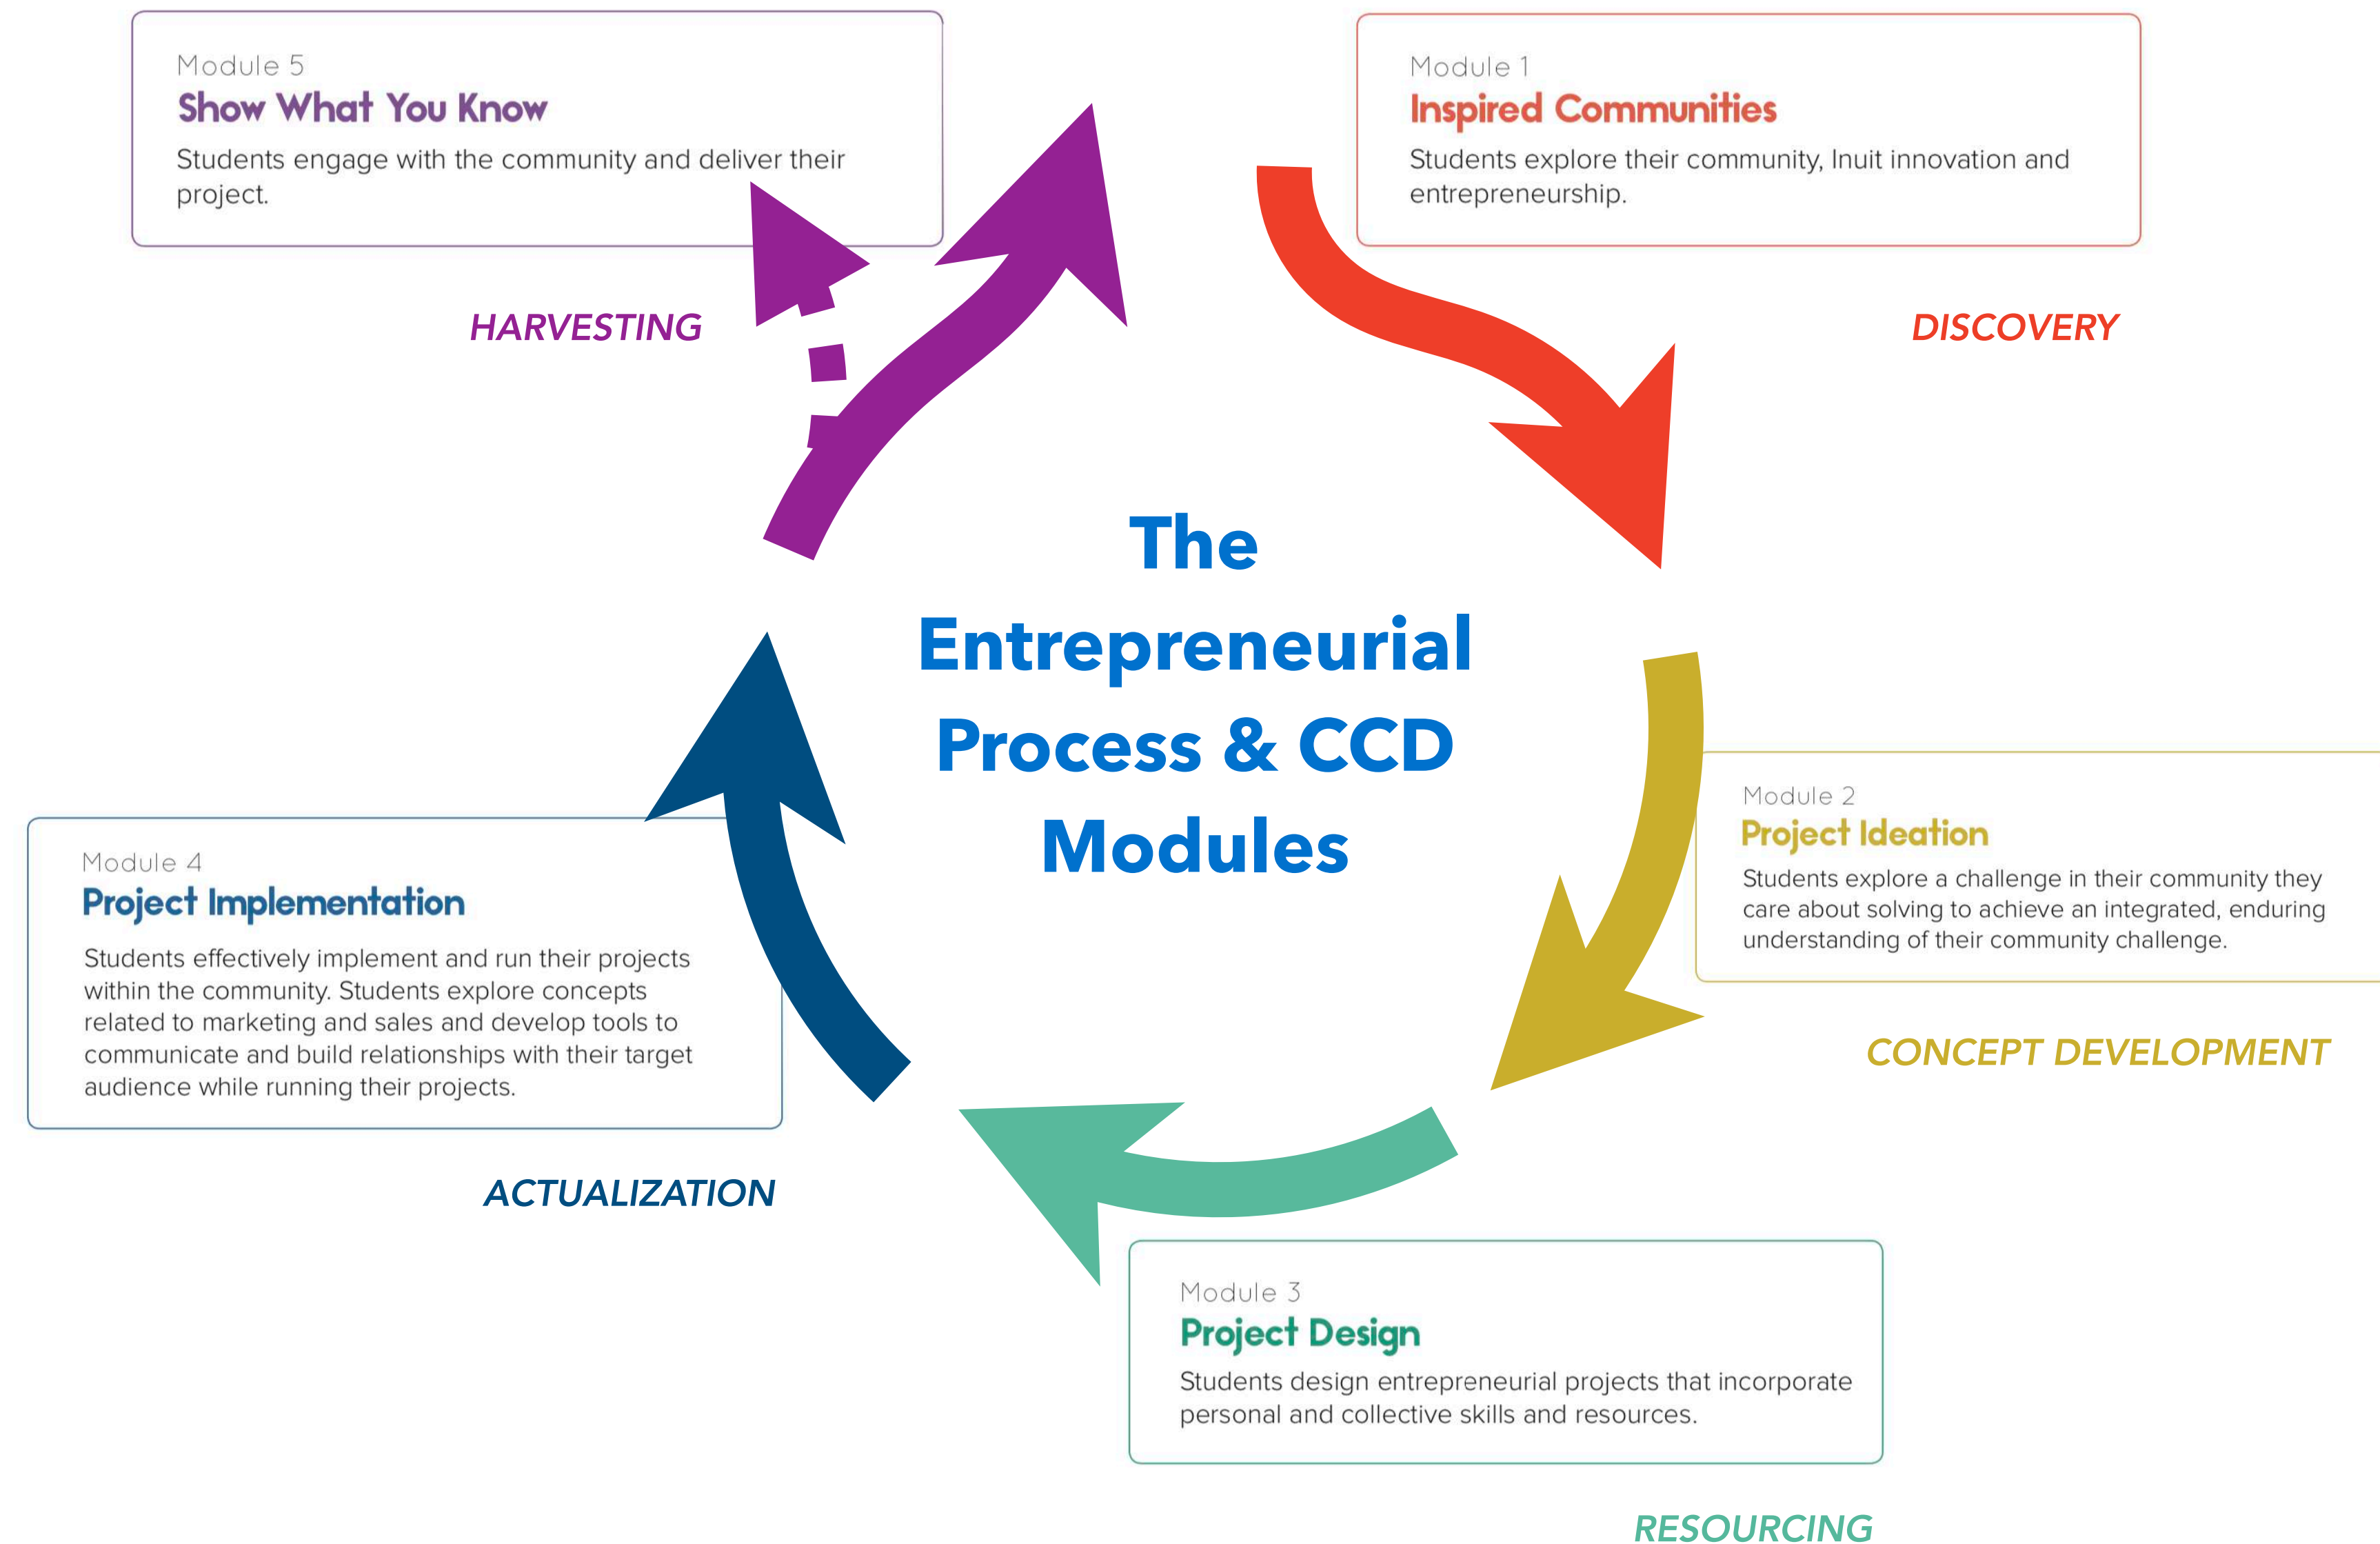 The
Entrepreneurial
Process & CCD
Modules
Module 1
Inspired Communities
Students explore their community, Inuit innovation and
entrepreneurship.
DISCOVERY
Module 2
Project Ideation
Students explore a challenge in their community they
care about solving to achieve an integrated, enduring
understanding of their community challenge.
CONCEPT DEVELOPMENT
Module 3
Project Design
Students design entrepreneurial projects that incorporate
personal and collective skills and resources.
RESOURCING
Module 4
Project Implementation
Students effectively implement and run their projects
within the community. Students explore concepts
related to marketing and sales and develop tools to
communicate and build relationships with their target
audience while running their projects.
ACTUALIZATION
Module 5
Show What You Know
Students engage with the community and deliver their
project.
HARVESTING